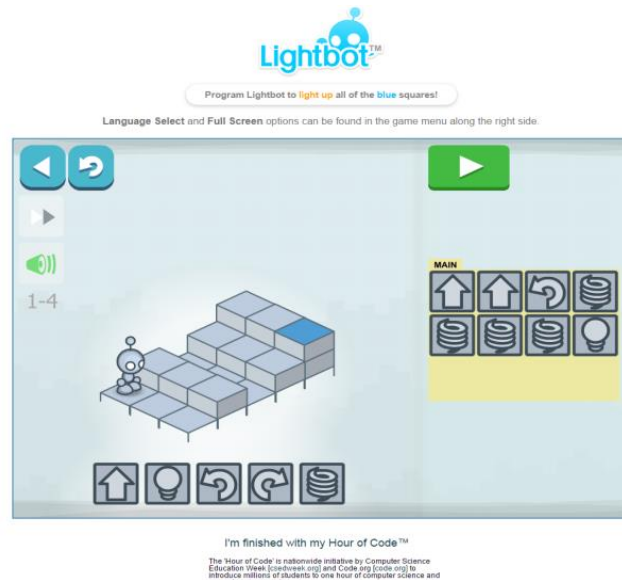 Lightbot™
Program Lightbot to light up all of the blue squares!
Language Select and Full Screen options can be found in the game menu along the right side.
MAIN
1-4
I'm finished with my Hour of Code™
The 'Hour of Code' is nationwide initiative by Computer Science
Education Week [csedweek.org] and Code.org [code.org] to
introduce millions of students to one hour of computer science and